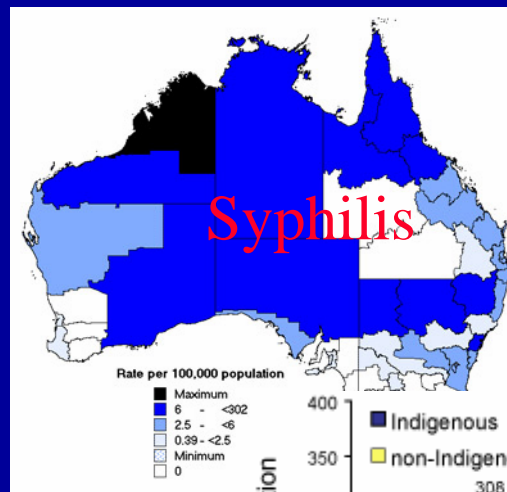 Syphilis
Rate per 100,000 population
Maximum
6 - <302
2.5 - <6
0.39 - <2.5
Minimum
0
400
350
Indigenous
non-Indigen
308
tion